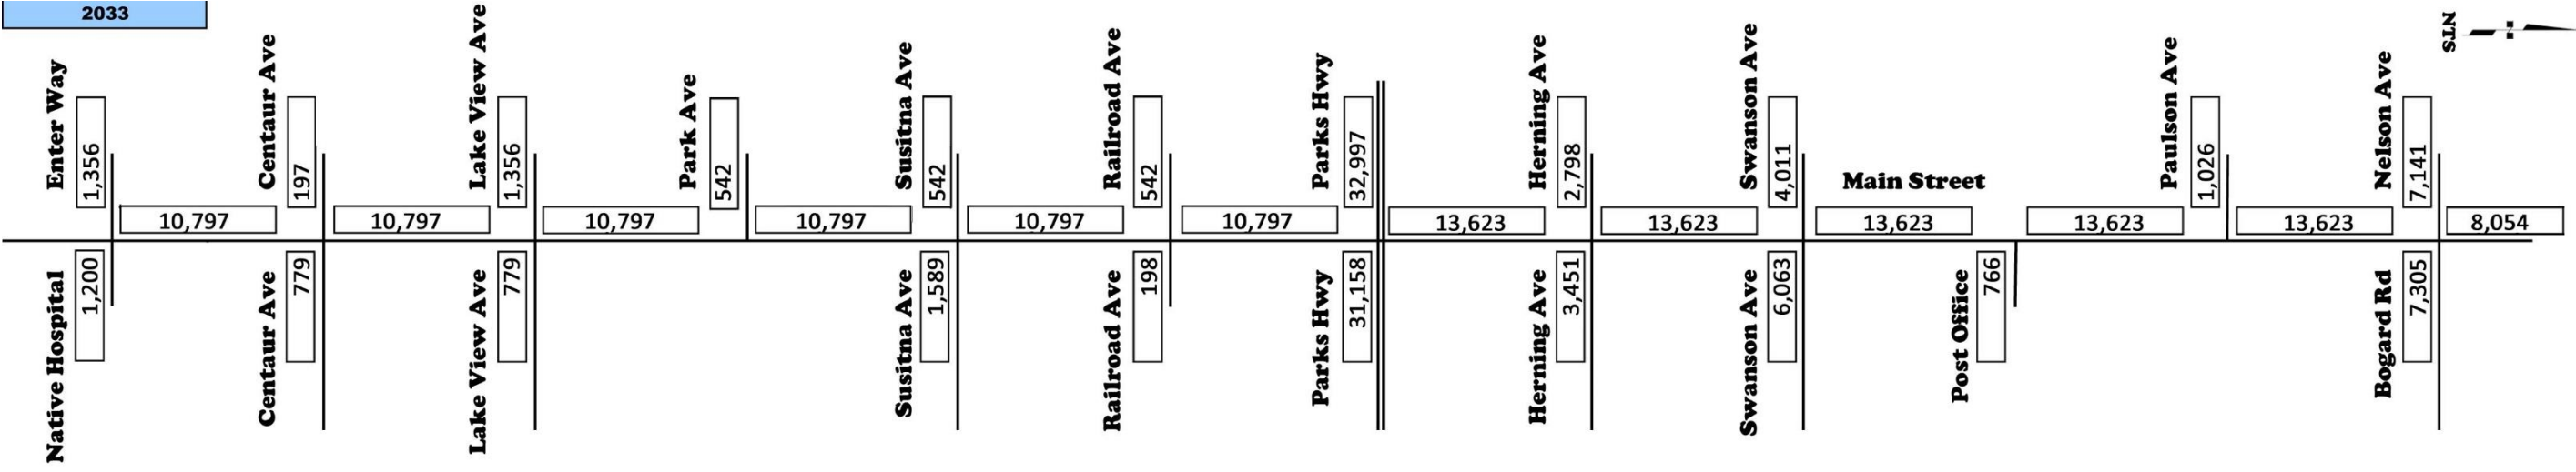 2033
NTS
Enter Way
1,356
Centaur Ave
197
Lake View Ave
1,356
Park Ave
542
Susitna Ave
542
Railroad Ave
542
Parks Hwy
32,997
Herning Ave
2,798
Swanson Ave
4,011
Main Street
Paulson Ave
1,026
Nelson Ave
7,141
10,797
10,797
10,797
10,797
10,797
10,797
13,623
13,623
13,623
13,623
13,623
8,054
Native Hospital
1,200
Centaur Ave
779
Lake View Ave
779
Susitna Ave
1,589
Railroad Ave
198
Parks Hwy
31,158
Herning Ave
3,451
Swanson Ave
6,063
Post Office
766
Bogard Rd
7,305